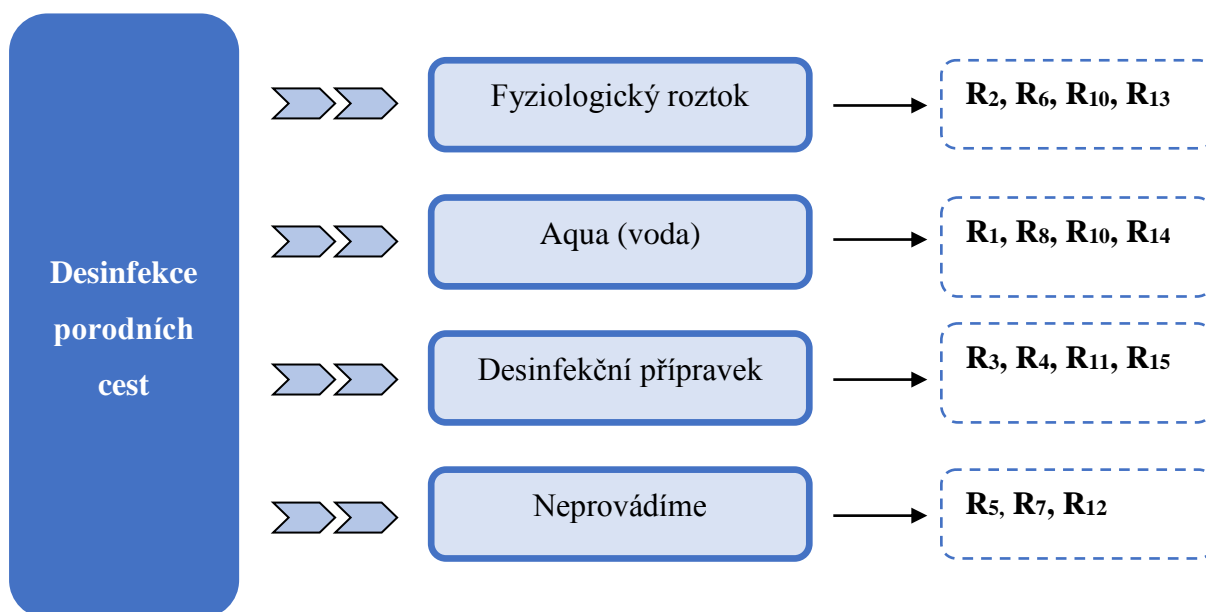 Desinfekce
porodních
cest
Fyziologický roztok
R2, R6, R10, R13
Aqua (voda)
R1, R8, R10, R14
Desinfekční přípravek
R3, R4, R11, R15
Neprovádíme
R5, R7, R12